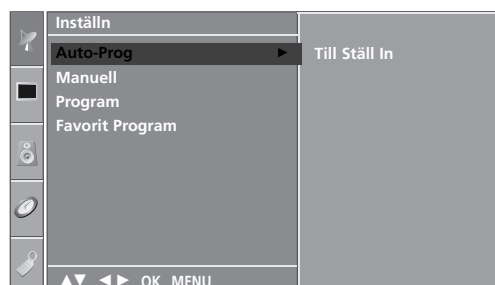 Inställn
Auto-Prog ► Till Ställ In
Manuell
Program
Favorit Program
▲▼ ◄► OK MENU